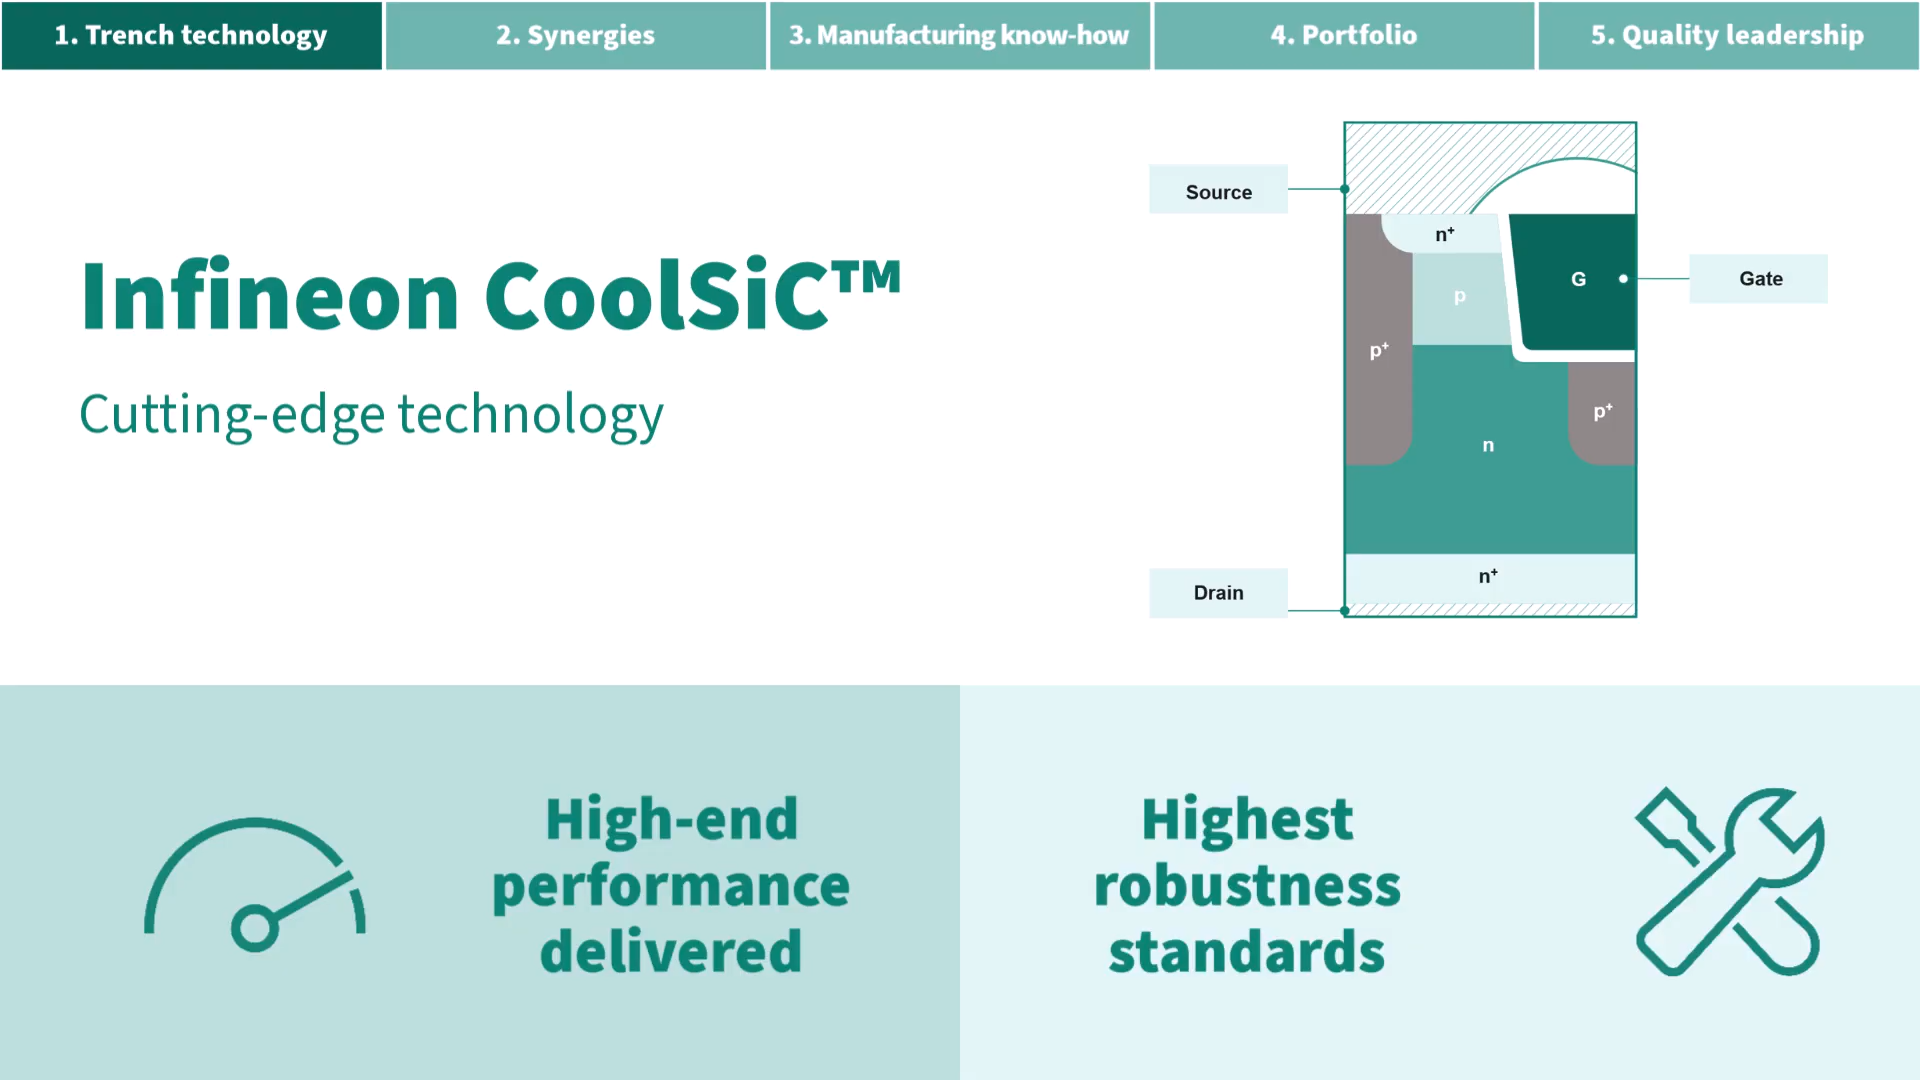 1. Trench technology
2. Synergies
3. Manufacturing know-how
4. Portfolio
5. Quality leadership
Infineon CoolSiC™
Cutting-edge technology
Source
n⁺
G
Gate
p
p⁺
p⁺
n
n⁺
Drain
High-end
performance
delivered
Highest
robustness
standards